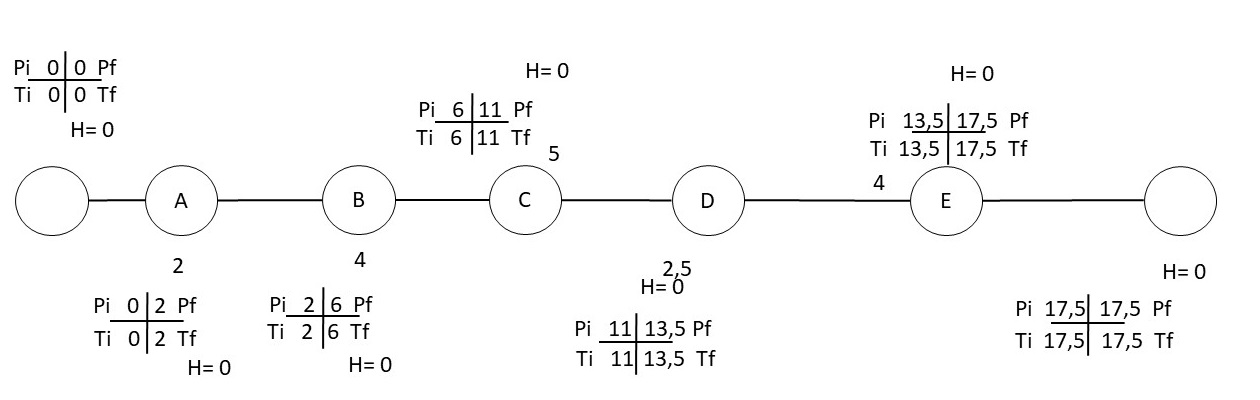 Pi 0 0 Pf
Ti 0 0 Tf
H= 0
H= 0
Pi 6 11 Pf
Ti 6 11 Tf
5
H= 0
Pi 13,5 17,5 Pf
Ti 13,5 17,5 Tf
4
A
B
C
D
E
2
Pi 0 2 Pf
Ti 0 2 Tf
H= 0
4
Pi 2 6 Pf
Ti 2 6 Tf
H= 0
2,5
H= 0
Pi 11 13,5 Pf
Ti 11 13,5 Tf
H= 0
Pi 17,5 17,5 Pf
Ti 17,5 17,5 Tf